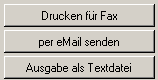 Drucken für Fax
per eMail senden
Ausgabe als Textdatei